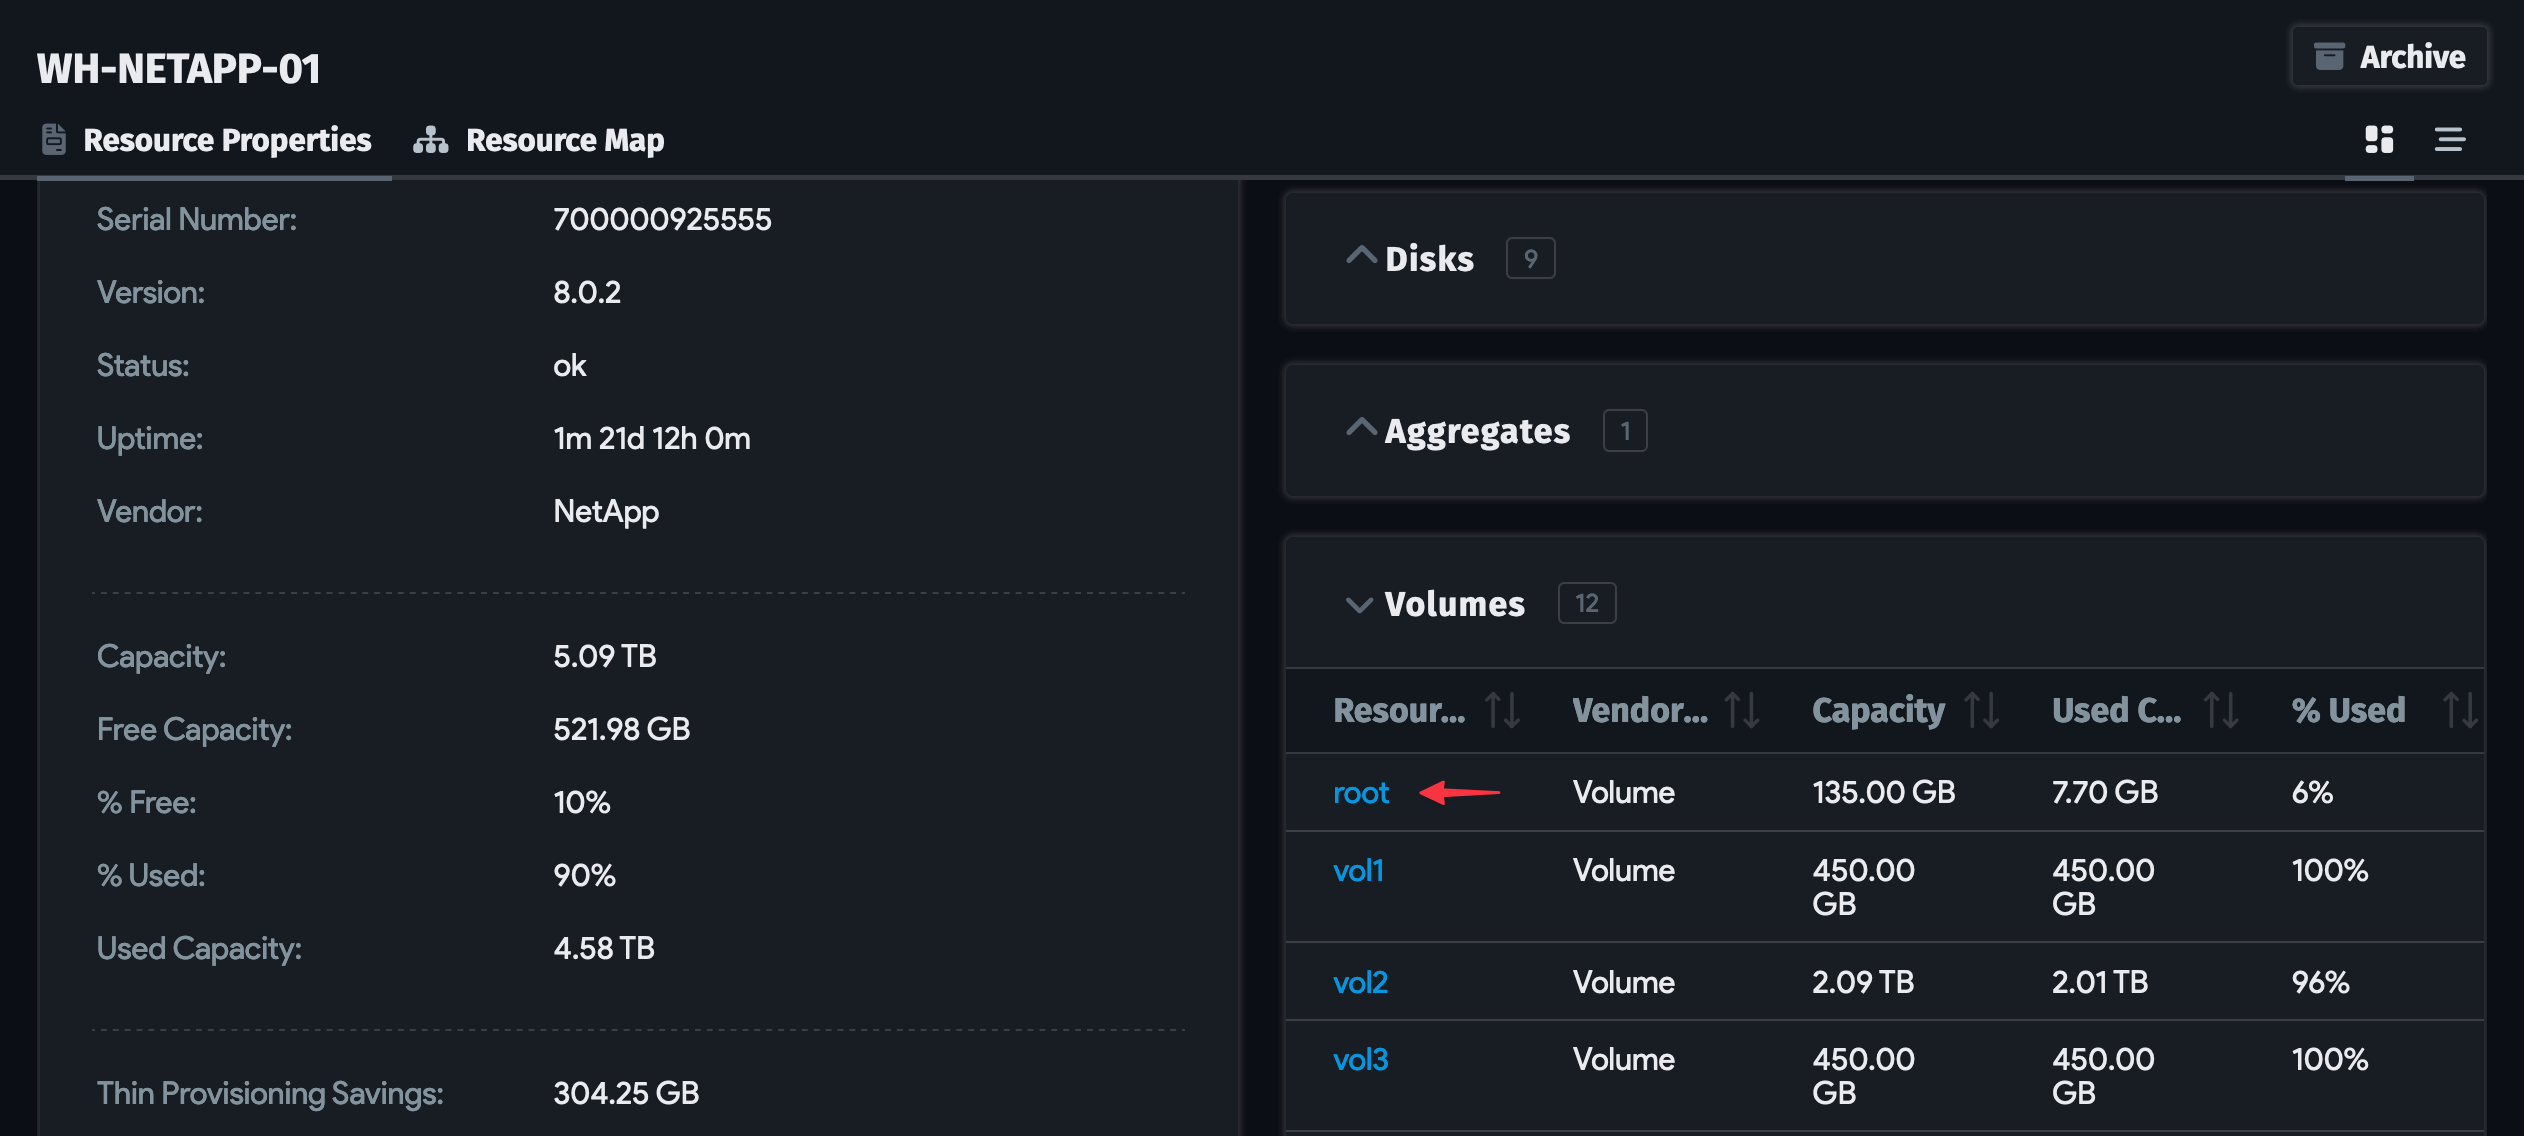 WH-NETAPP-01
Archive
Resource Properties
Resource Map
Serial Number: 700000925555
Version: 8.0.2
Status: ok
Uptime: 1m 21d 12h 0m
Vendor: NetApp
Capacity: 5.09 TB
Free Capacity: 521.98 GB
% Free: 10%
% Used: 90%
Used Capacity: 4.58 TB
Thin Provisioning Savings: 304.25 GB
Disks 9
Aggregates 1
Volumes 12
Resour... Vendor... Capacity Used C... % Used
root Volume 135.00 GB 7.70 GB 6%
vol1 Volume 450.00 GB 450.00 GB 100%
vol2 Volume 2.09 TB 2.01 TB 96%
vol3 Volume 450.00 GB 450.00 GB 100%